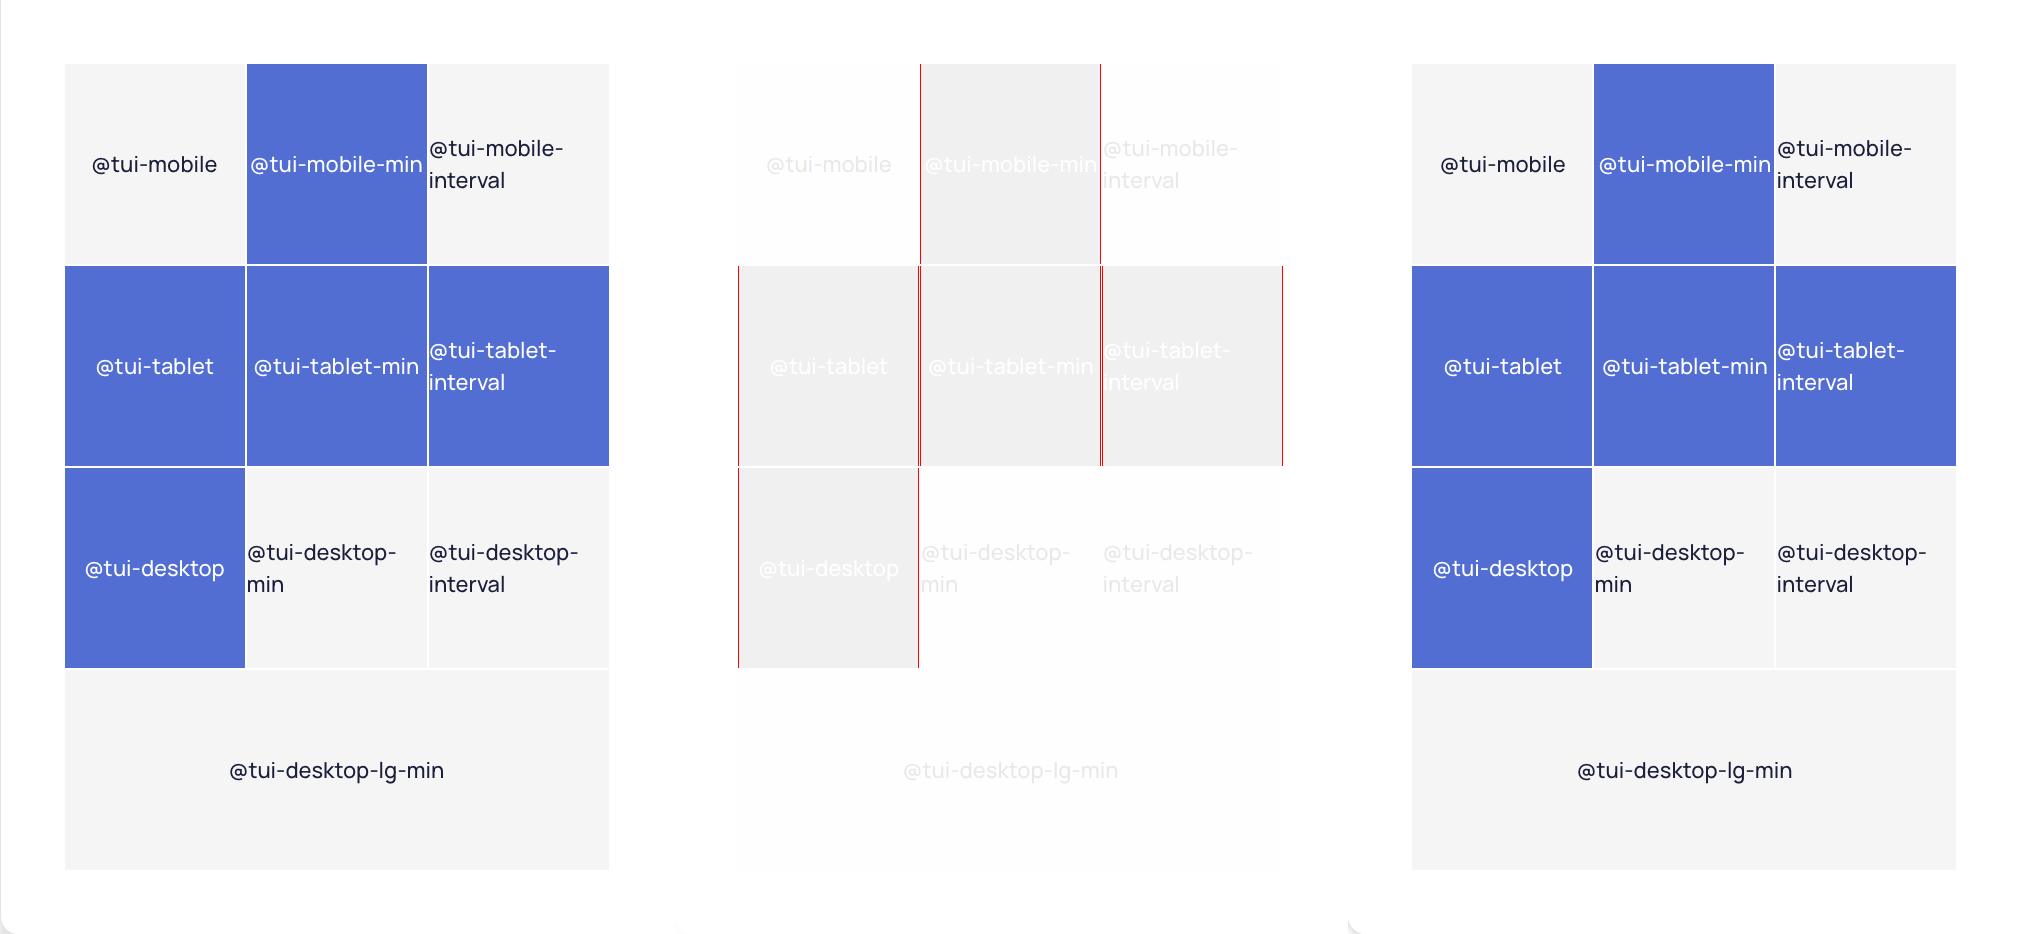 @tui-mobile
@tui-mobile-min
@tui-mobile-
interval
@tui-tablet
@tui-tablet-min
@tui-tablet-
interval
@tui-desktop
@tui-desktop-
min
@tui-desktop-
interval
@tui-desktop-lg-min
@tui-mobile
@tui-mobile-min
@tui-mobile-
interval
@tui-tablet
@tui-tablet-min
@tui-tablet-
interval
@tui-desktop
@tui-desktop-
min
@tui-desktop-
interval
@tui-desktop-lg-min
@tui-mobile
@tui-mobile-min
@tui-mobile-
interval
@tui-tablet
@tui-tablet-min
@tui-tablet-
interval
@tui-desktop
@tui-desktop-
min
@tui-desktop-
interval
@tui-desktop-lg-min